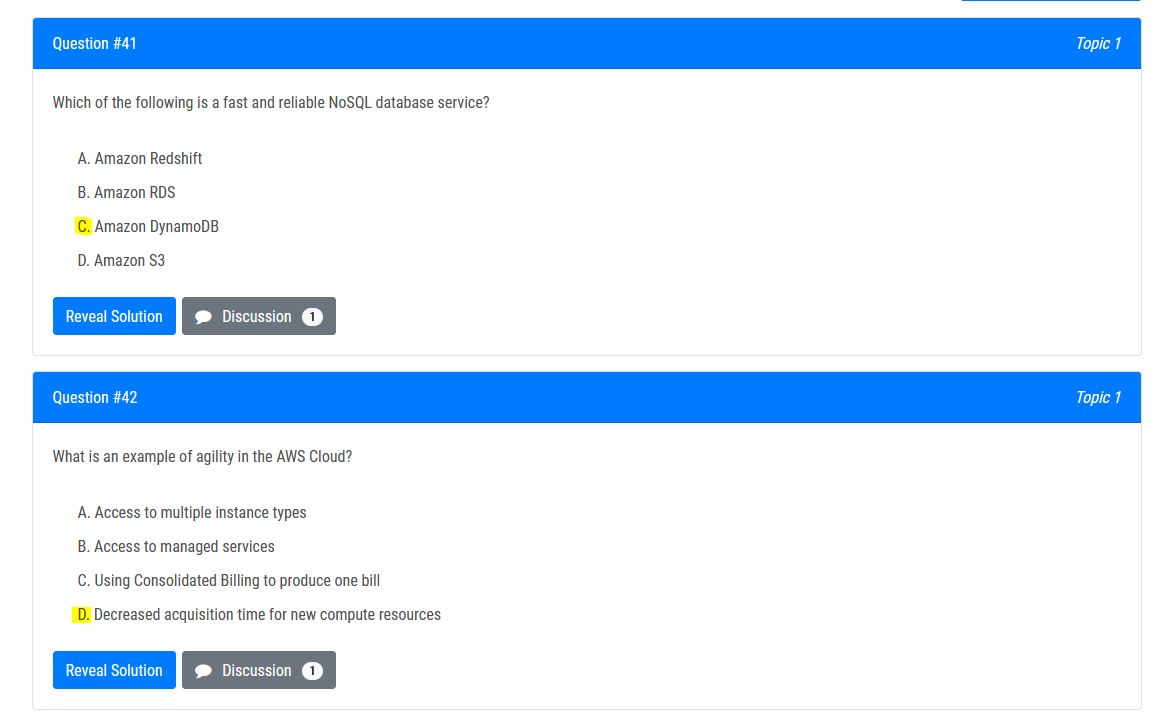 Question #41 Topic 1
Which of the following is a fast and reliable NoSQL database service?
A. Amazon Redshift
B. Amazon RDS
C. Amazon DynamoDB
D. Amazon S3
Reveal Solution Discussion 1
Question #42 Topic 1
What is an example of agility in the AWS Cloud?
A. Access to multiple instance types
B. Access to managed services
C. Using Consolidated Billing to produce one bill
D. Decreased acquisition time for new compute resources
Reveal Solution Discussion 1